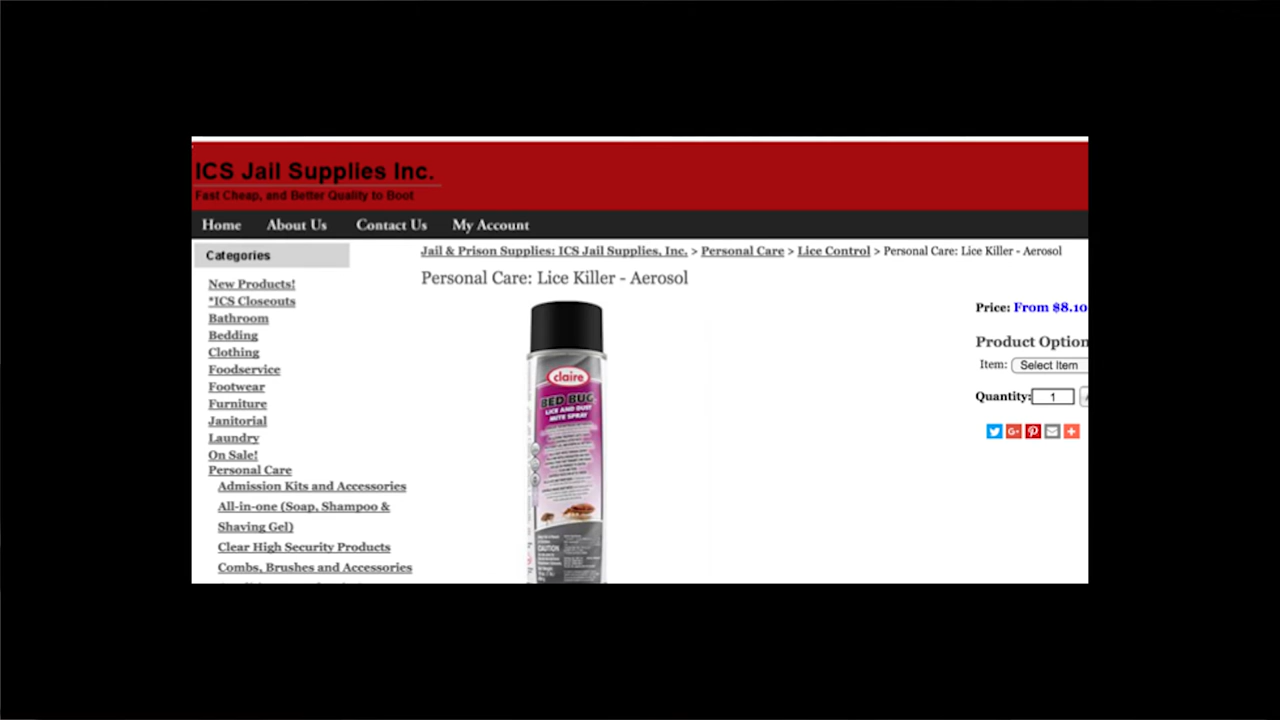 ICS Jail Supplies Inc.
Fast Cheap, and Better Quality to Boot
Home About Us Contact Us My Account
Categories
New Products!
*ICS Closeouts
Bathroom
Bedding
Clothing
Foodservice
Footwear
Furniture
Janitorial
Laundry
On Sale!
Personal Care
Admission Kits and Accessories
All-in-one (Soap, Shampoo &
Shaving Gel)
Clear High Security Products
Combs, Brushes and Accessories
Jail & Prison Supplies: ICS Jail Supplies, Inc. > Personal Care > Lice Control > Personal Care: Lice Killer - Aerosol
Personal Care: Lice Killer - Aerosol
claire
BED BUG
LICE AND DUST
MITE SPRAY
CAUTION
Price: From $8.10
Product Option
Item: Select Item
Quantity: 1